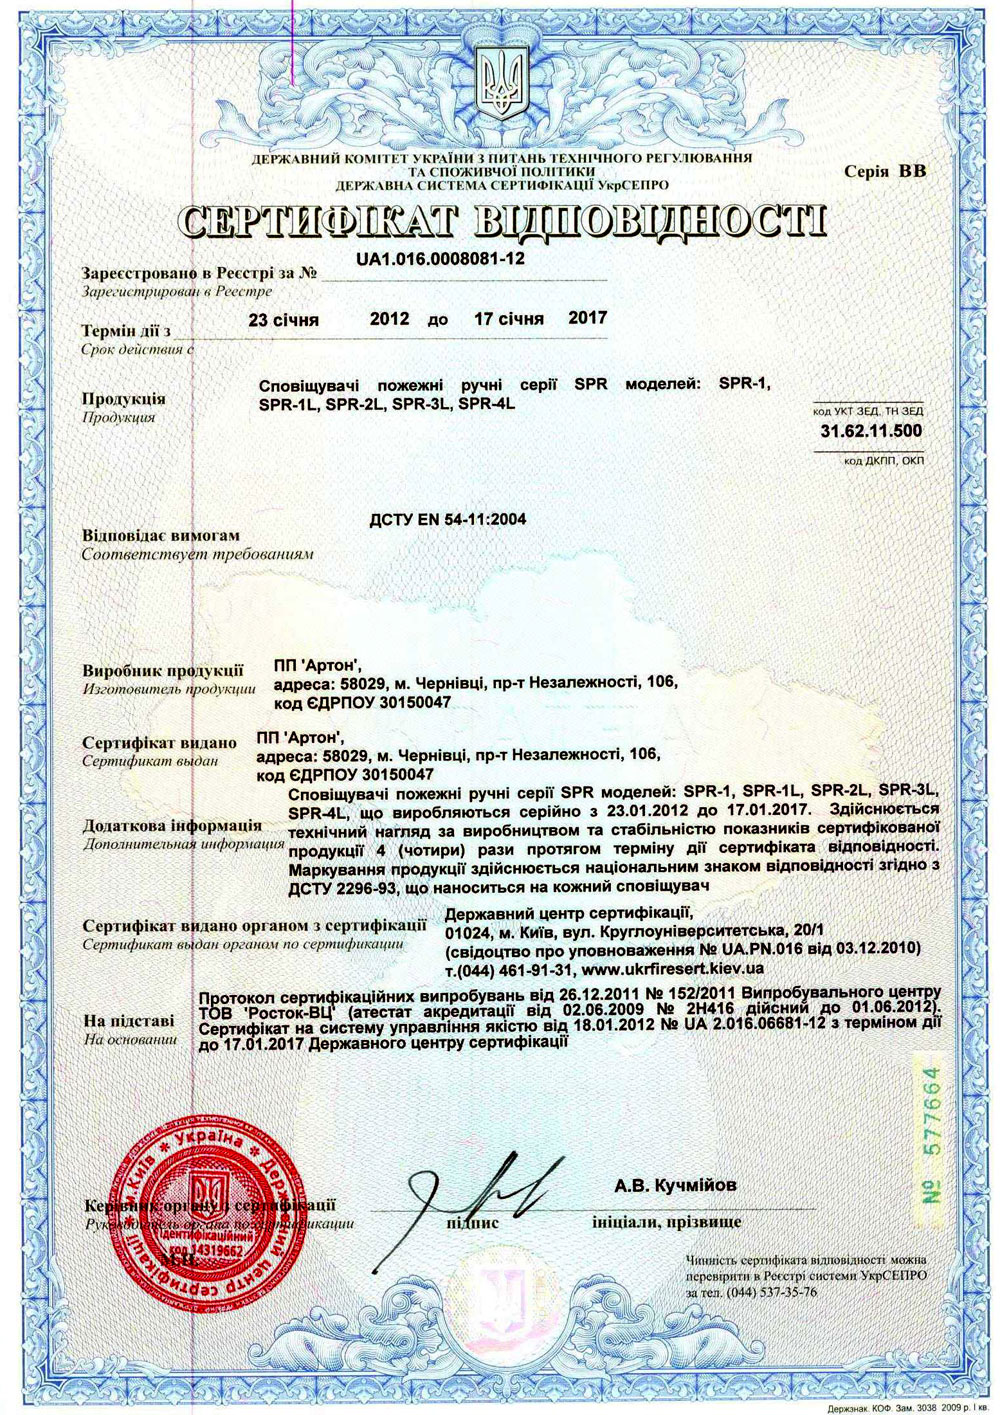 ДЕРЖАВНИЙ КОМІТЕТ УКРАЇНИ З ПИТАНЬ ТЕХНІЧНОГО РЕГУЛЮВАННЯ
ТА СПОЖИВЧОЇ ПОЛІТИКИ
ДЕРЖАВНА СИСТЕМА СЕРТИФІКАЦІЇ УкрСЕПРО
Серія ВВ
СЕРТИФІКАТ ВІДПОВІДНОСТІ
Зареєстровано в Реєстрі за № UA1.016.0008081-12
Зарегистрирован в Реестре
Термін дії з 23 січня 2012 до 17 січня 2017
Срок действия с
Продукція
Продукция
Сповіщувачі пожежні ручні серії SPR моделей: SPR-1,
SPR-1L, SPR-2L, SPR-3L, SPR-4L
код УКТ ЗЕД, ТН ЗЕД
31.62.11.500
код ДКПП, ОКП
ДСТУ EN 54-11:2004
Відповідає вимогам
Соответствует требованиям
Виробник продукції
Изготовитель продукции
ПП 'Артон',
адреса: 58029, м. Чернівці, пр-т Незалежності, 106,
код ЄДРПОУ 30150047
Сертифікат видано
Сертификат выдан
ПП 'Артон',
адреса: 58029, м. Чернівці, пр-т Незалежності, 106,
код ЄДРПОУ 30150047
Додаткова інформація
Дополнительная информация
Сповіщувачі пожежні ручні серії SPR моделей: SPR-1, SPR-1L, SPR-2L, SPR-3L,
SPR-4L, що виробляються серійно з 23.01.2012 до 17.01.2017. Здійснюється
технічний нагляд за виробництвом та стабільністю показників сертифікованої
продукції 4 (чотири) рази протягом терміну дії сертифіката відповідності.
Маркування продукції здійснюється національним знаком відповідності згідно з
ДСТУ 2296-93, що наноситься на кожний сповіщувач
Сертифікат видано органом з сертифікації
Сертификат выдан органом по сертификации
Державний центр сертифікації,
01024, м. Київ, вул. Круглоуніверситетська, 20/1
(свідоцтво про уповноваження № UA.PN.016 від 03.12.2010)
т.(044) 461-91-31, www.ukrfiresert.kiev.ua
На підставі
На основании
Протокол сертифікаційних випробувань від 26.12.2011 № 152/2011 Випробувального центру
ТОВ 'Росток-ВЦ' (атестат акредитації від 02.06.2009 № 2Н416 дійсний до 01.06.2012).
Сертифікат на систему управління якістю від 18.01.2012 № UA 2.016.06681-12 з терміном дії
до 17.01.2017 Державного центру сертифікації
№ 577664
Керівник органу з сертифікації
Руководитель органа по сертификации
М.П.
Україна * Державний центр сертифікації * м.Київ *
Ідентифікаційний
код 14319662
підпис
А.В. Кучмійов
ініціали, прізвище
Чинність сертифіката відповідності можна
перевірити в Реєстрі системи УкрСЕПРО
за тел. (044) 537-35-76
Держзнак. КОФ. Зам. 3038 2009 р. І кв.